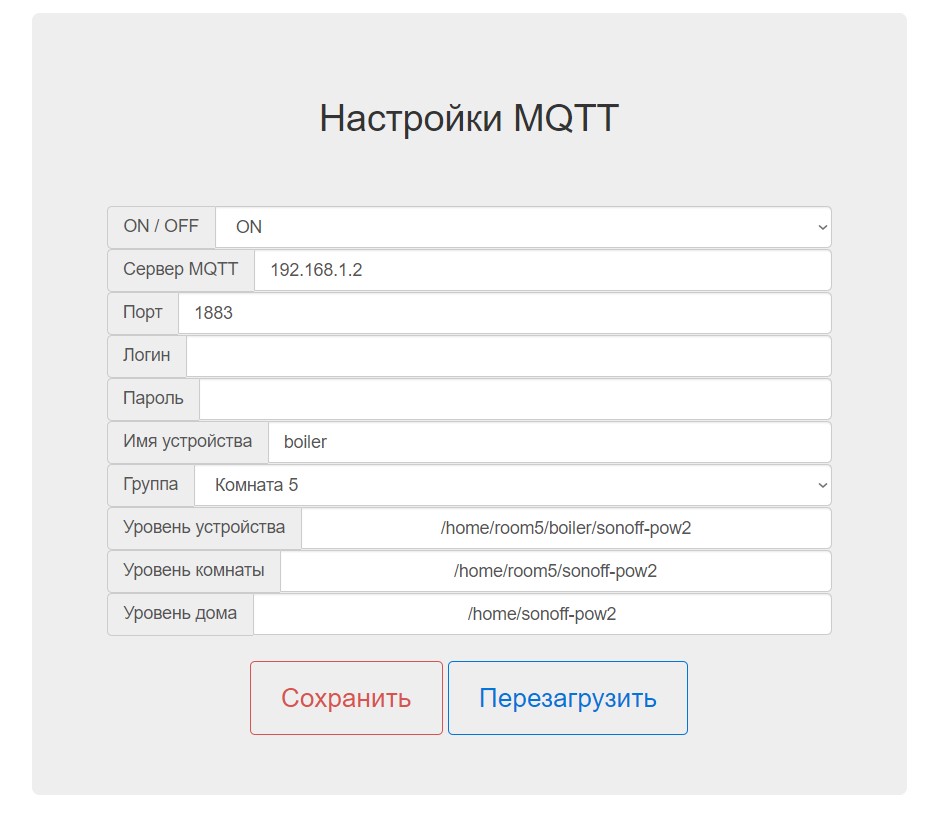 Настройки MQTT
ON / OFF ON
Сервер MQTT 192.168.1.2
Порт 1883
Логин
Пароль
Имя устройства boiler
Группа Комната 5
Уровень устройства /home/room5/boiler/sonoff-pow2
Уровень комнаты /home/room5/sonoff-pow2
Уровень дома /home/sonoff-pow2
Сохранить Перезагрузить